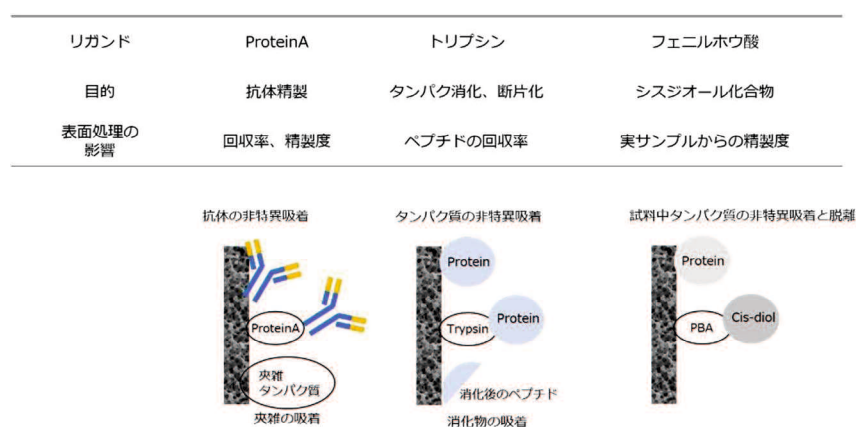 リガンド ProteinA トリプシン フェニルホウ酸
目的 抗体精製 タンパク消化、断片化 シスジオール化合物
表面処理の
影響 回収率、精製度 ペプチドの回収率 実サンプルからの精製度
抗体の非特異吸着 タンパク質の非特異吸着 試料中タンパク質の非特異吸着と脱離
Protein Protein
ProteinA Trypsin Protein PBA Cis-diol
夾雑
タンパク質
消化後のペプチド
夾雑の吸着 消化物の吸着